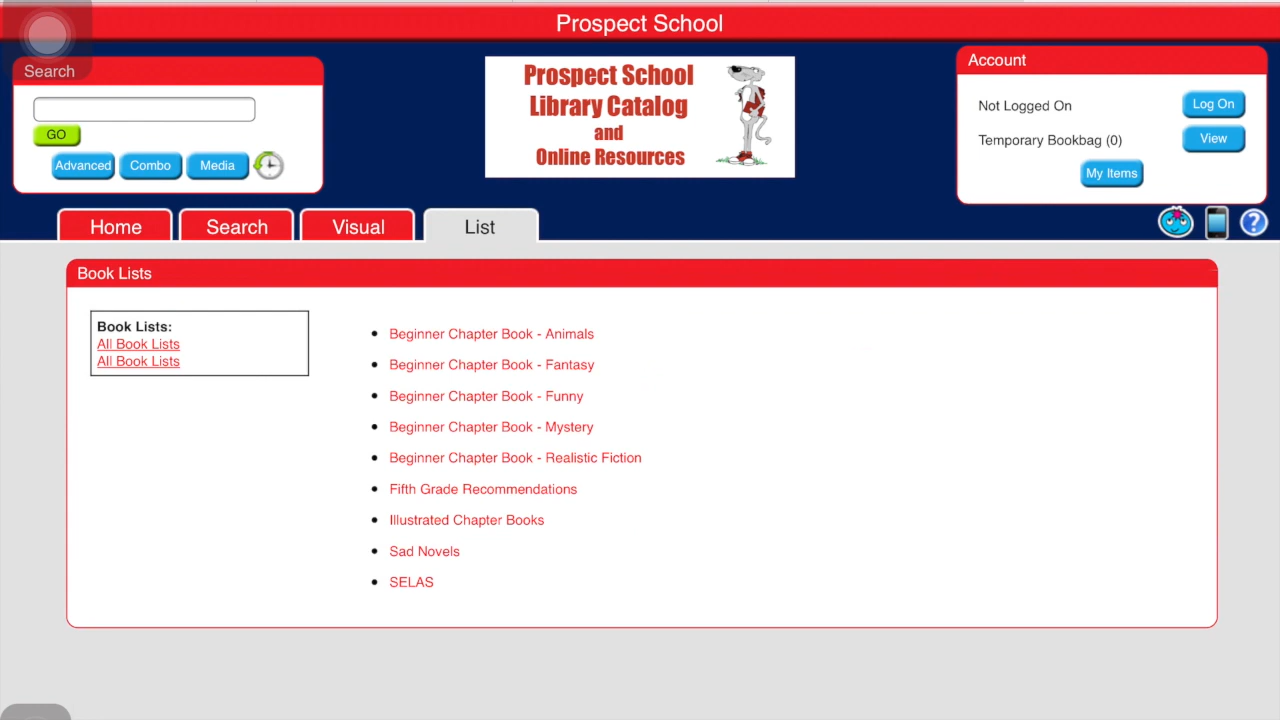 Prospect School
Search
GO
Advanced
Combo
Media
Prospect School
Library Catalog
and
Online Resources
Account
Not Logged On
Log On
Temporary Bookbag (0)
View
My Items
Home
Search
Visual
List
?
Book Lists
Book Lists:
All Book Lists
All Book Lists
Beginner Chapter Book - Animals
Beginner Chapter Book - Fantasy
Beginner Chapter Book - Funny
Beginner Chapter Book - Mystery
Beginner Chapter Book - Realistic Fiction
Fifth Grade Recommendations
Illustrated Chapter Books
Sad Novels
SELAS